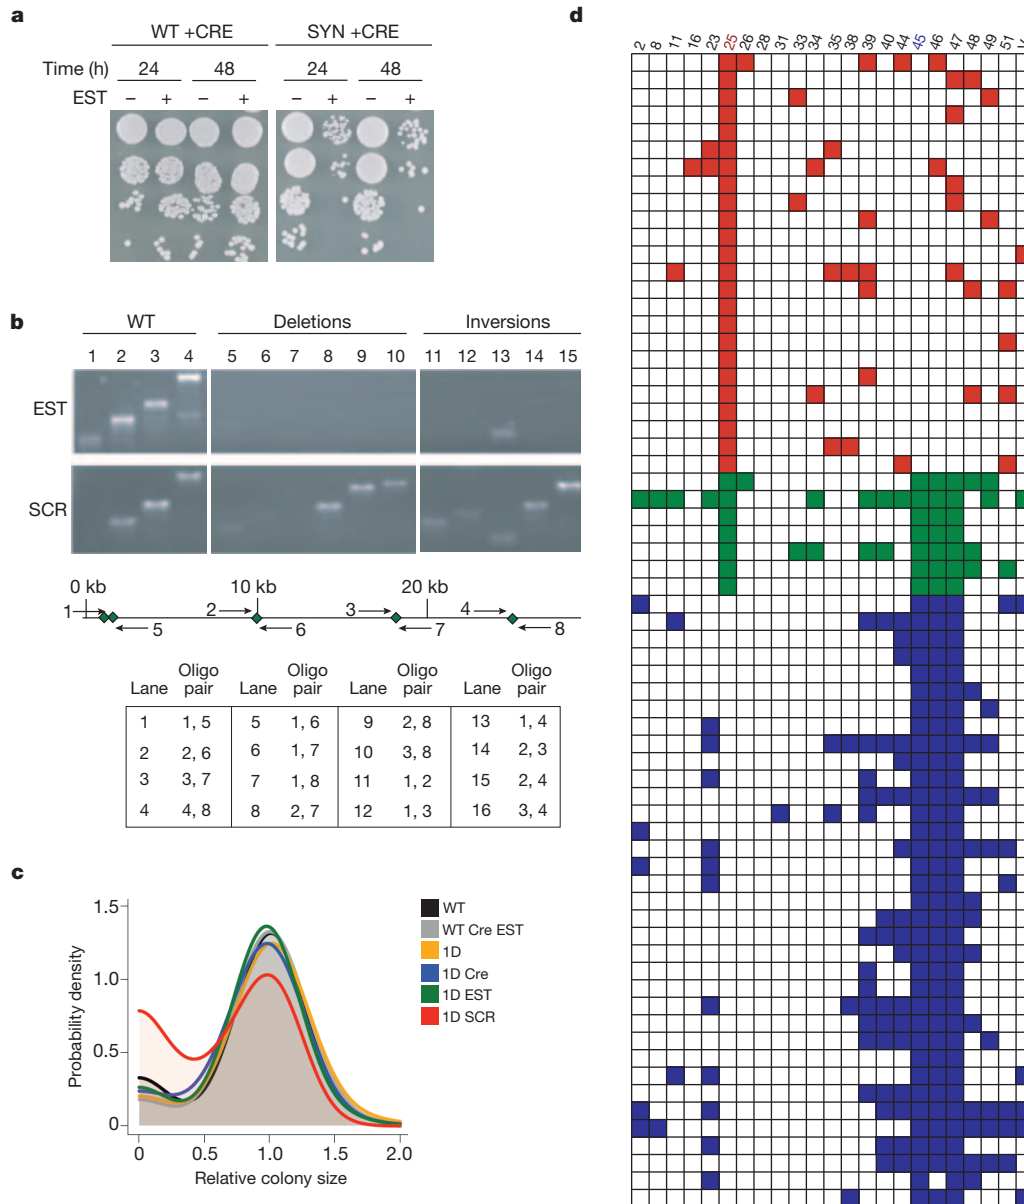 a
WT +CRE SYN +CRE
Time (h) 24 48 24 48
EST – + – + – + – +
b
WT Deletions Inversions
1 2 3 4 5 6 7 8 9 10 11 12 13 14 15
EST
SCR
0 kb 10 kb 20 kb
1 2 3 4
5 6 7 8
Lane Oligo pair Lane Oligo pair Lane Oligo pair Lane Oligo pair
1 1, 5 5 1, 6 9 2, 8 13 1, 4
2 2, 6 6 1, 7 10 3, 8 14 2, 3
3 3, 7 7 1, 8 11 1, 2 15 2, 4
4 4, 8 8 2, 7 12 1, 3 16 3, 4
c
Probability density
1.5
1.0
0.5
0
0 0.5 1.0 1.5 2.0
Relative colony size
WT
WT Cre EST
1D
1D Cre
1D EST
1D SCR
d
2 8 11 16 23 25 26 28 31 33 34 35 38 39 40 44 45 46 47 48 49 51